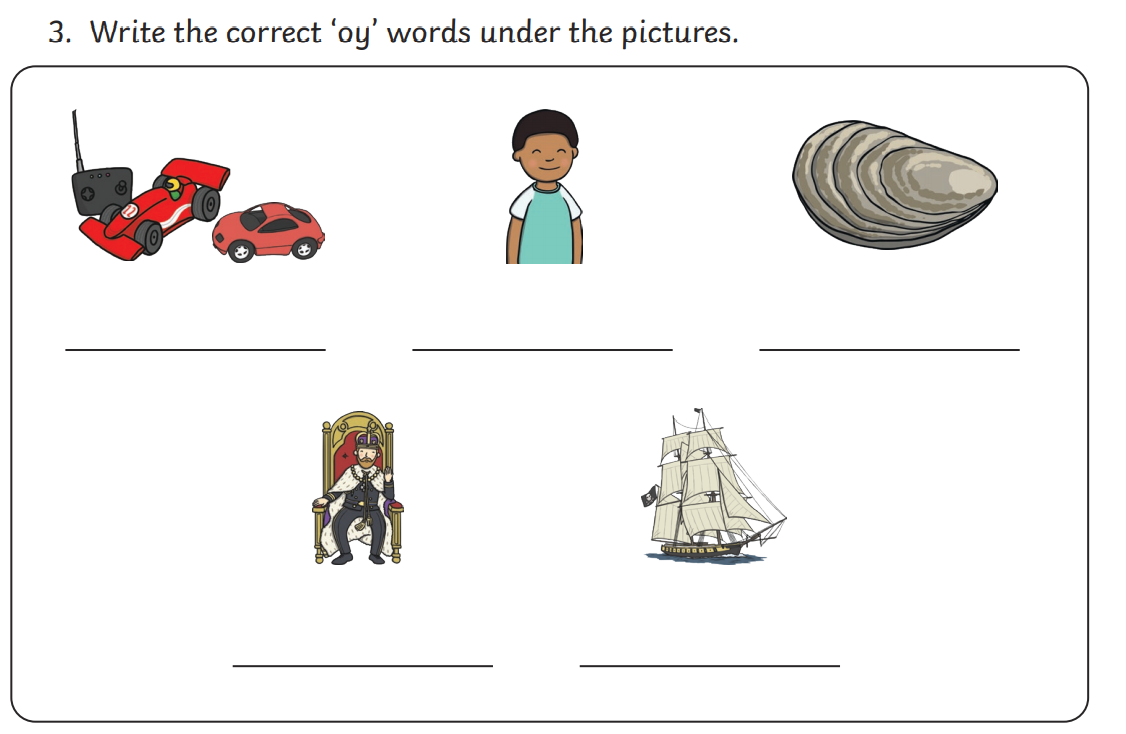 3. Write the correct ‘oy’ words under the pictures.